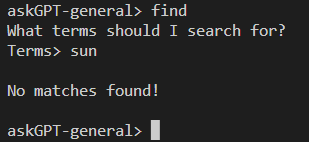 askGPT-general> find
What terms should I search for?
Terms> sun
No matches found!
askGPT-general>